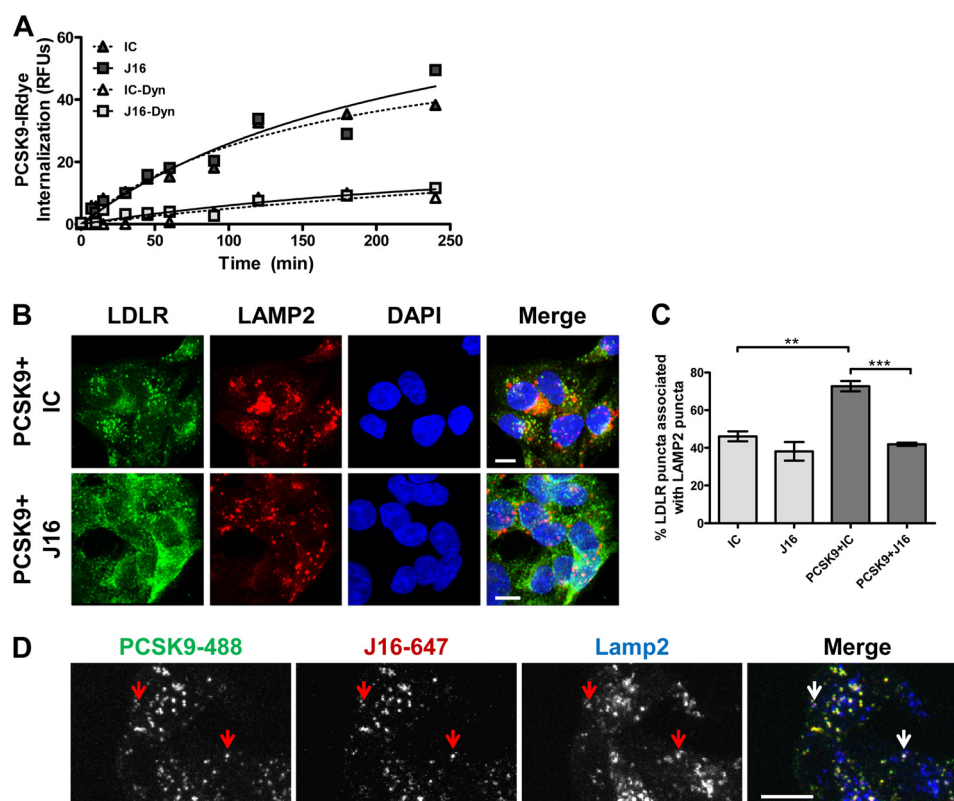 A
PCSK9-IRdye
Internalization (RFUs)
60
40
20
0
IC
J16
IC-Dyn
J16-Dyn
0 50 100 150 200 250
Time (min)
B
LDLR LAMP2 DAPI Merge
PCSK9+
IC
PCSK9+
J16
C
% LDLR puncta associated
with LAMP2 puncta
80
60
40
20
0
** ***
IC J16 PCSK9+IC PCSK9+J16
D
PCSK9-488 J16-647 Lamp2 Merge